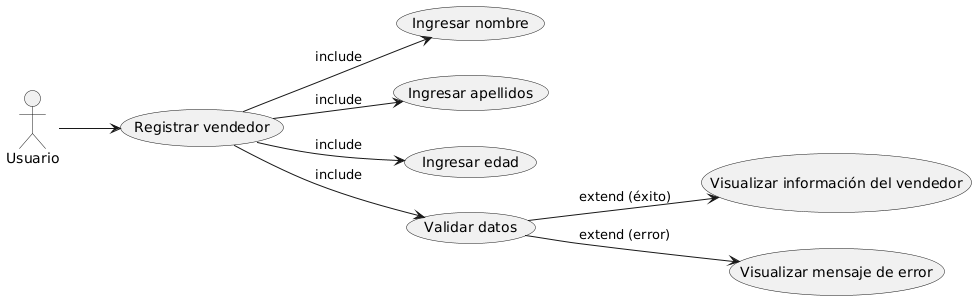 Ingresar nombre
include
Ingresar apellidos
include
Usuario
Registrar vendedor
include
Ingresar edad
include
Validar datos
extend (éxito)
Visualizar información del vendedor
extend (error)
Visualizar mensaje de error